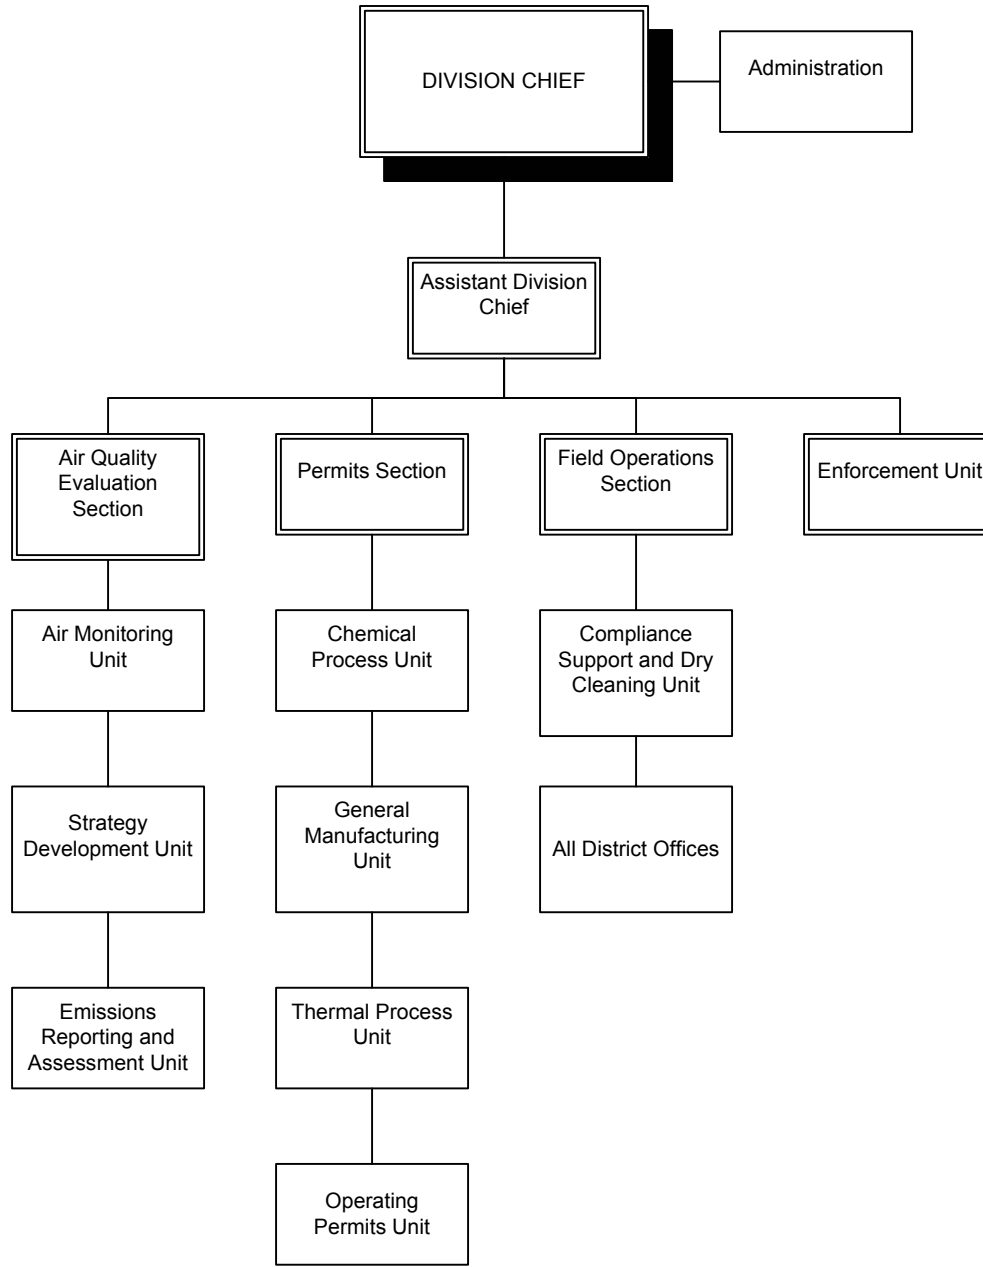 DIVISION CHIEF
Administration
Assistant Division
Chief
Air Quality
Evaluation
Section
Permits Section
Field Operations
Section
Enforcement Unit
Air Monitoring
Unit
Chemical
Process Unit
Compliance
Support and Dry
Cleaning Unit
Strategy
Development Unit
General
Manufacturing
Unit
All District Offices
Emissions
Reporting and
Assessment Unit
Thermal Process
Unit
Operating
Permits Unit